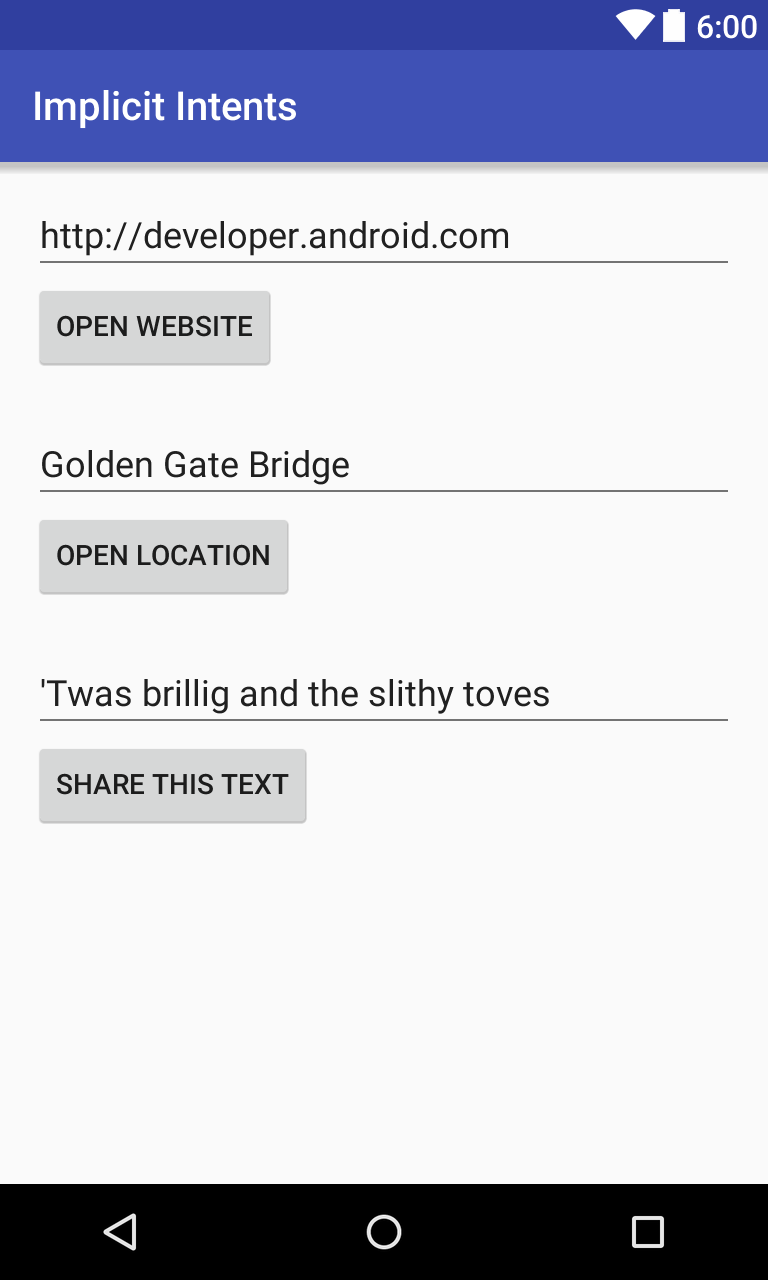 6:00
Implicit Intents
http://developer.android.com
OPEN WEBSITE
Golden Gate Bridge
OPEN LOCATION
'Twas brillig and the slithy toves
SHARE THIS TEXT